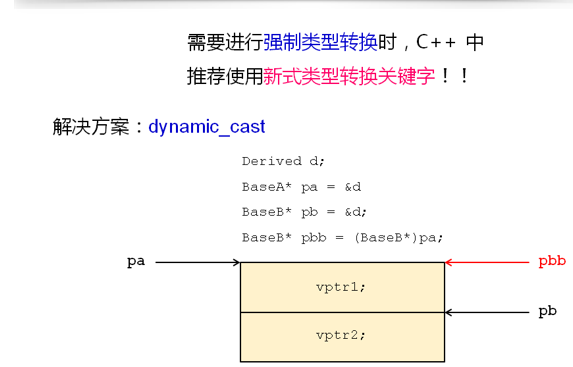 需要进行强制类型转换时，C++ 中
推荐使用新式类型转换关键字！！
解决方案：dynamic_cast
Derived d;
BaseA* pa = &d
BaseB* pb = &d;
BaseB* pbb = (BaseB*)pa;
pa
pbb
vptr1;
pb
vptr2;